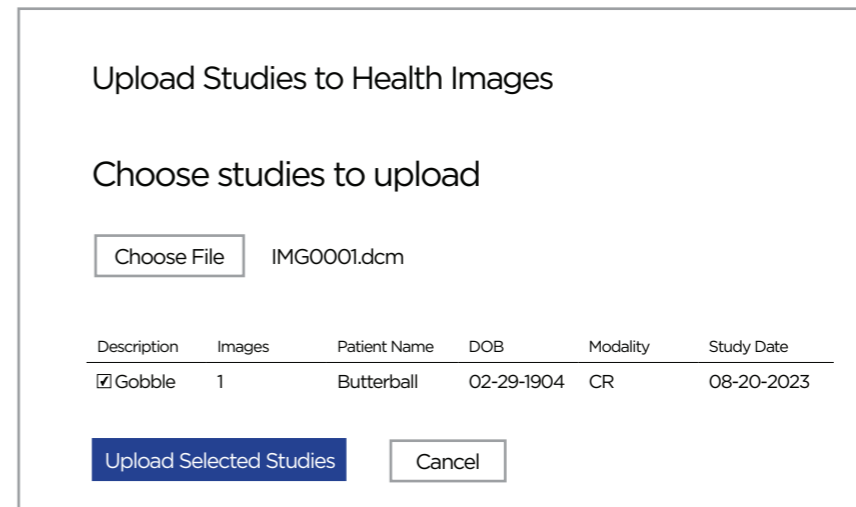 Upload Studies to Health Images
Choose studies to upload
Choose File IMG0001.dcm
Description Images Patient Name DOB Modality Study Date
Gobble 1 Butterball 02-29-1904 CR 08-20-2023
Upload Selected Studies Cancel